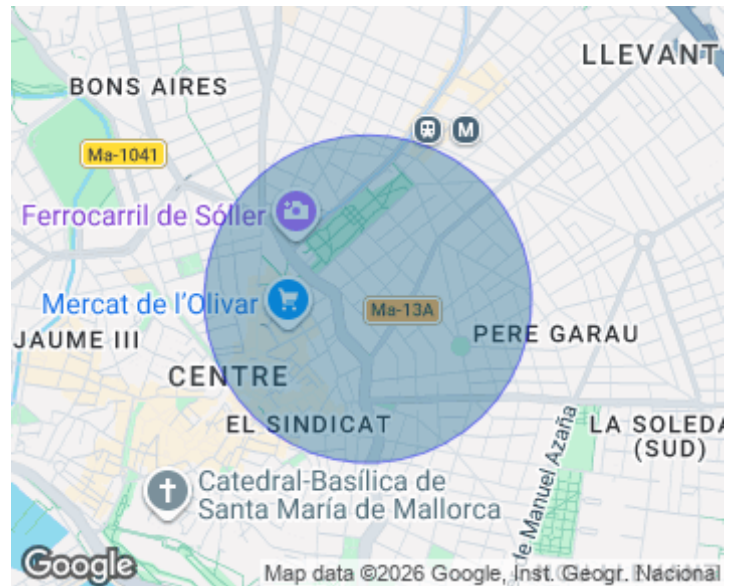 LLEVANT
BONS AIRES
M
Ma-1041
Ferrocarril de Sóller
Mercat de l'Olivar
Ma-13A
JAUME III
PERE GARAU
CENTRE
EL SINDICAT
LA SOLEDA
(SUD)
de Manuel Azaña
Catedral-Basílica de
Santa María de Mallorca
Google
Map data ©2026 Google, Inst. Geogr. Nacional